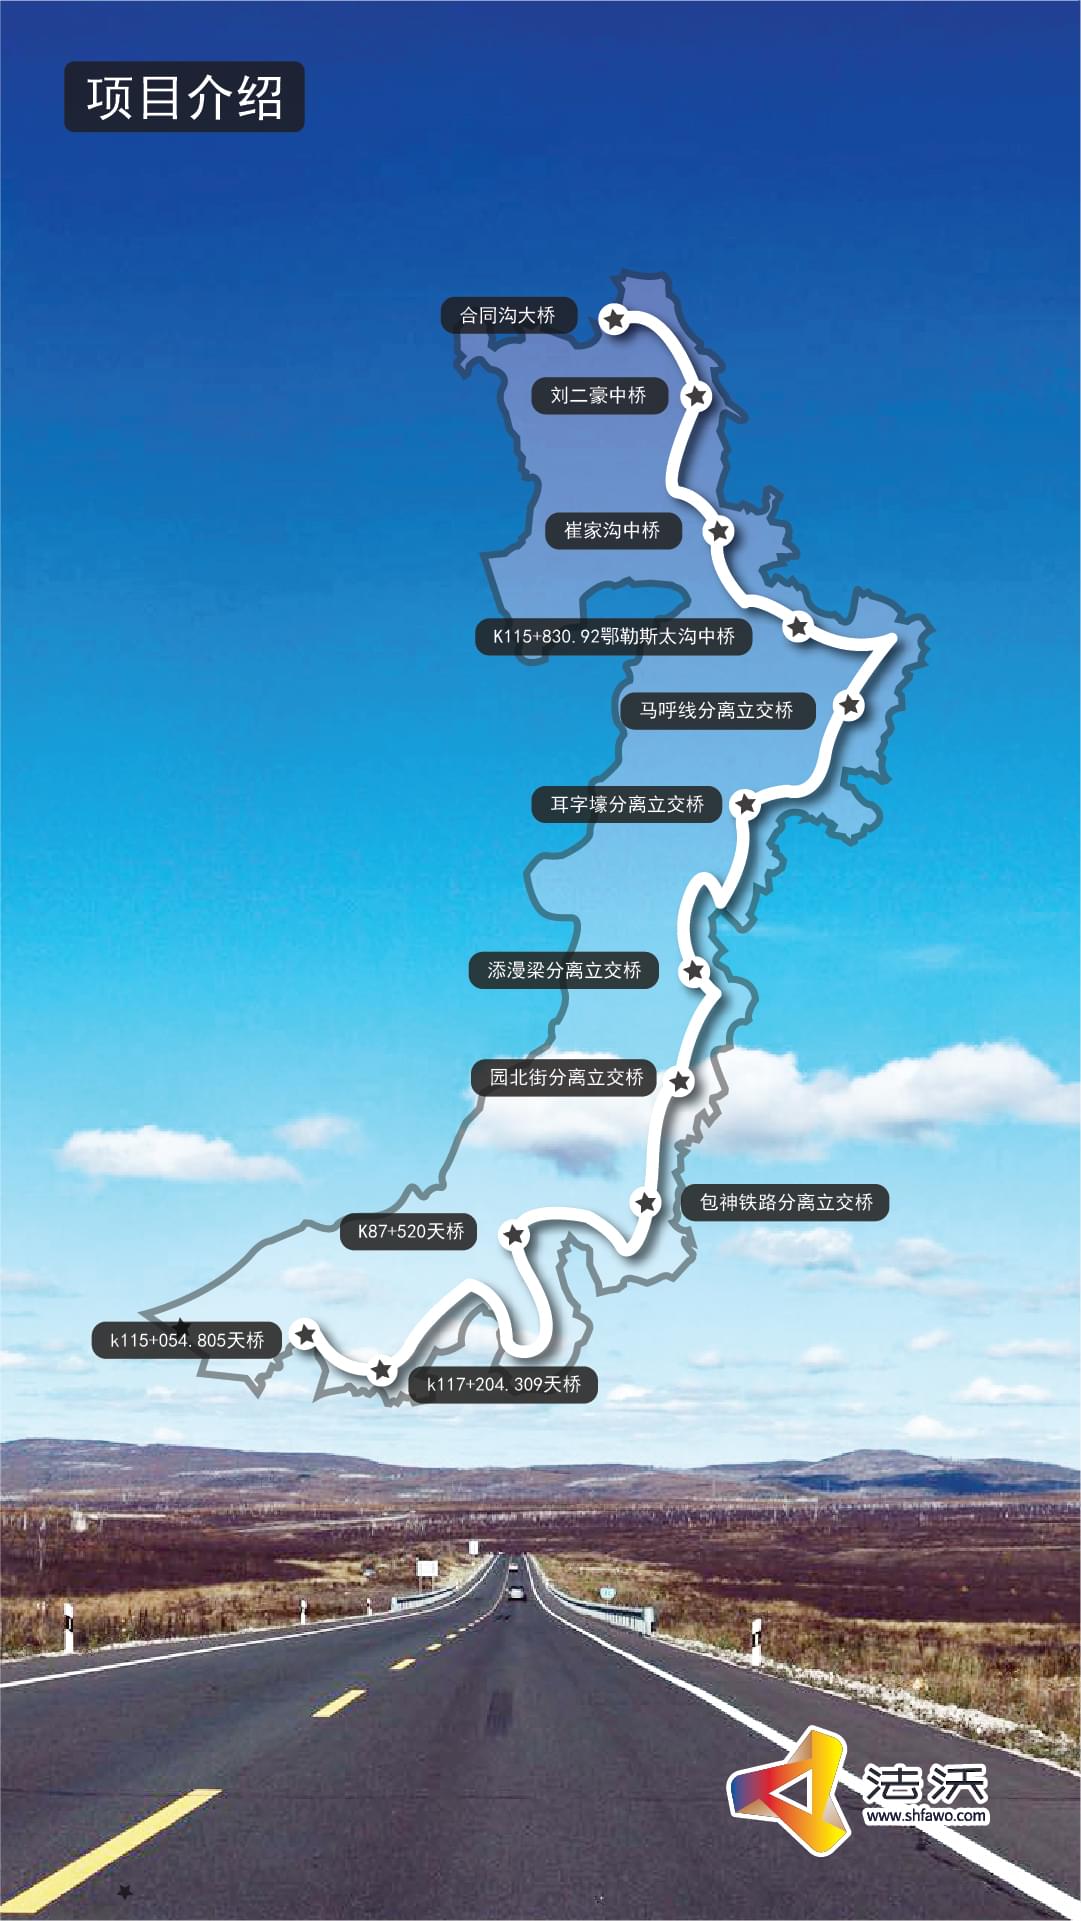 项目介绍
合同沟大桥
刘二豪中桥
崔家沟中桥
K115+830.92鄂勒斯太沟中桥
马呼线分离立交桥
耳字壕分离立交桥
添漫梁分离立交桥
园北街分离立交桥
包神铁路分离立交桥
K87+520天桥
k115+054.805天桥
k117+204.309天桥
法沃
www.shfawo.com